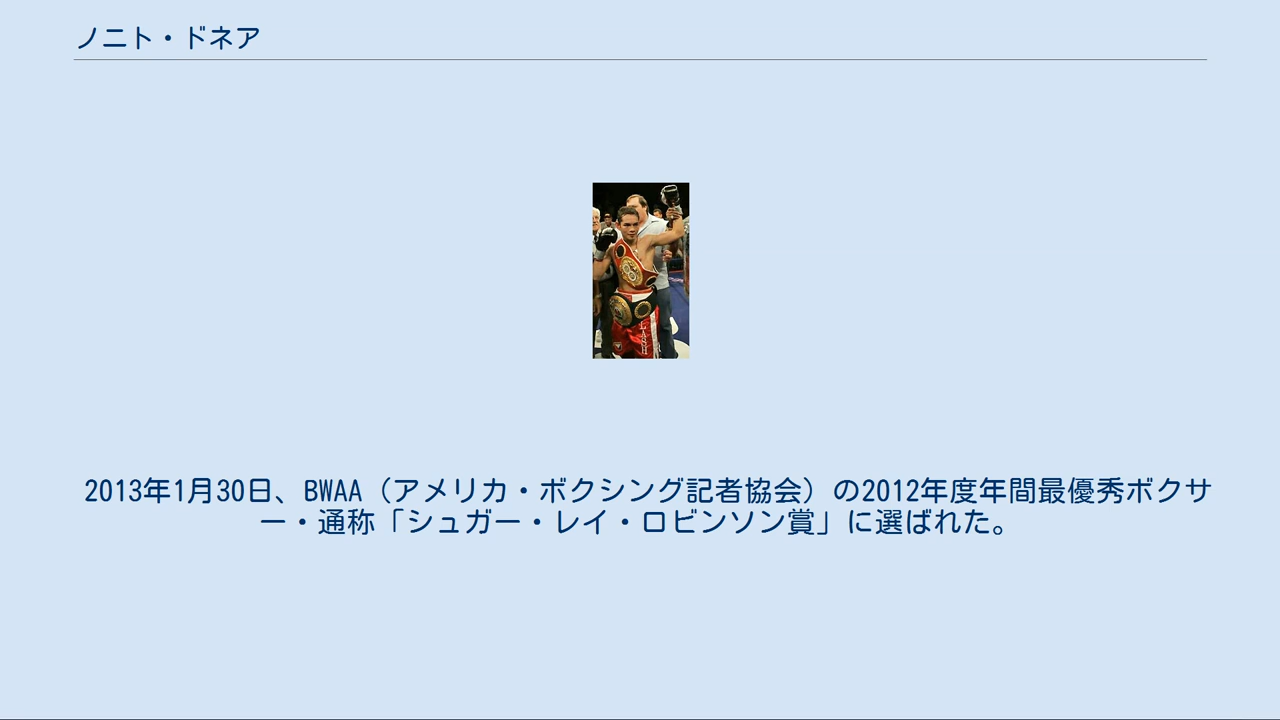 ノニト・ドネア
2013年1月30日、BWAA（アメリカ・ボクシング記者協会）の2012年度年間最優秀ボクサ
ー・通称「シュガー・レイ・ロビンソン賞」に選ばれた。